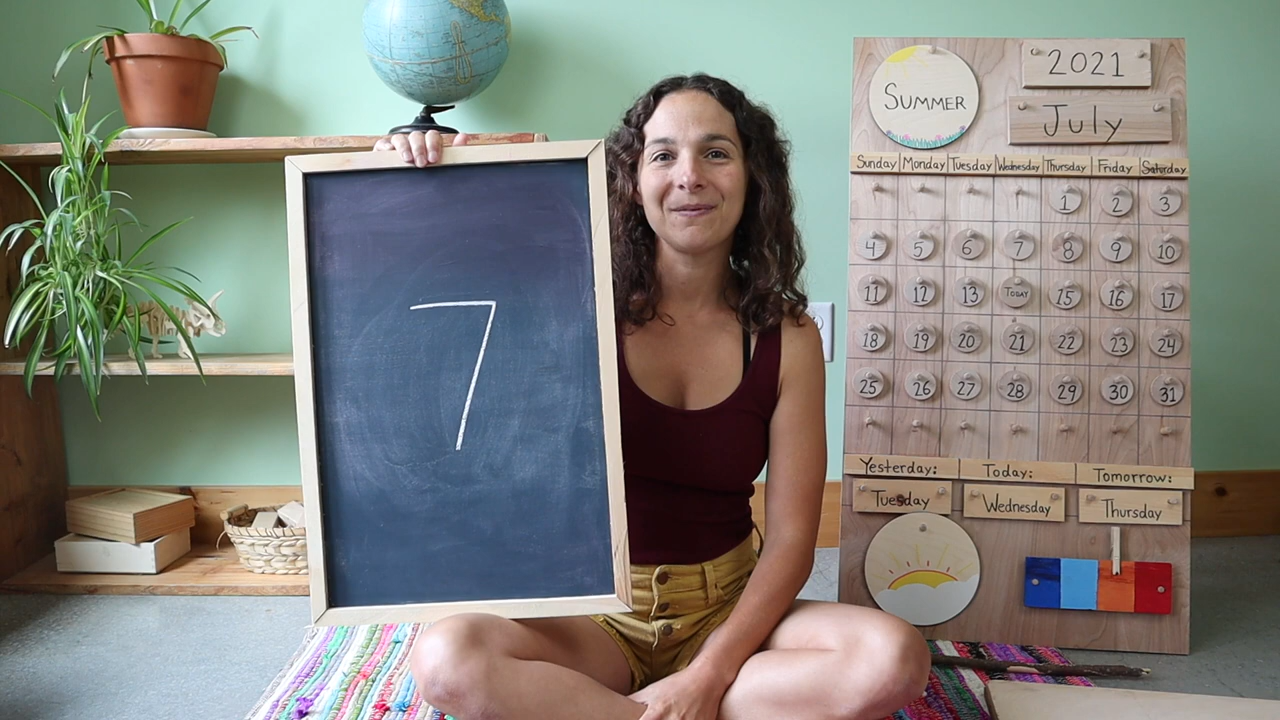 7
SUMMER
2021
July
Sunday Monday Tuesday Wednesday Thursday Friday Saturday
1 2 3
4 5 6 7 8 9 10
11 12 13 TODAY 15 16 17
18 19 20 21 22 23 24
25 26 27 28 29 30 31
Yesterday: Today: Tomorrow:
Tuesday Wednesday Thursday